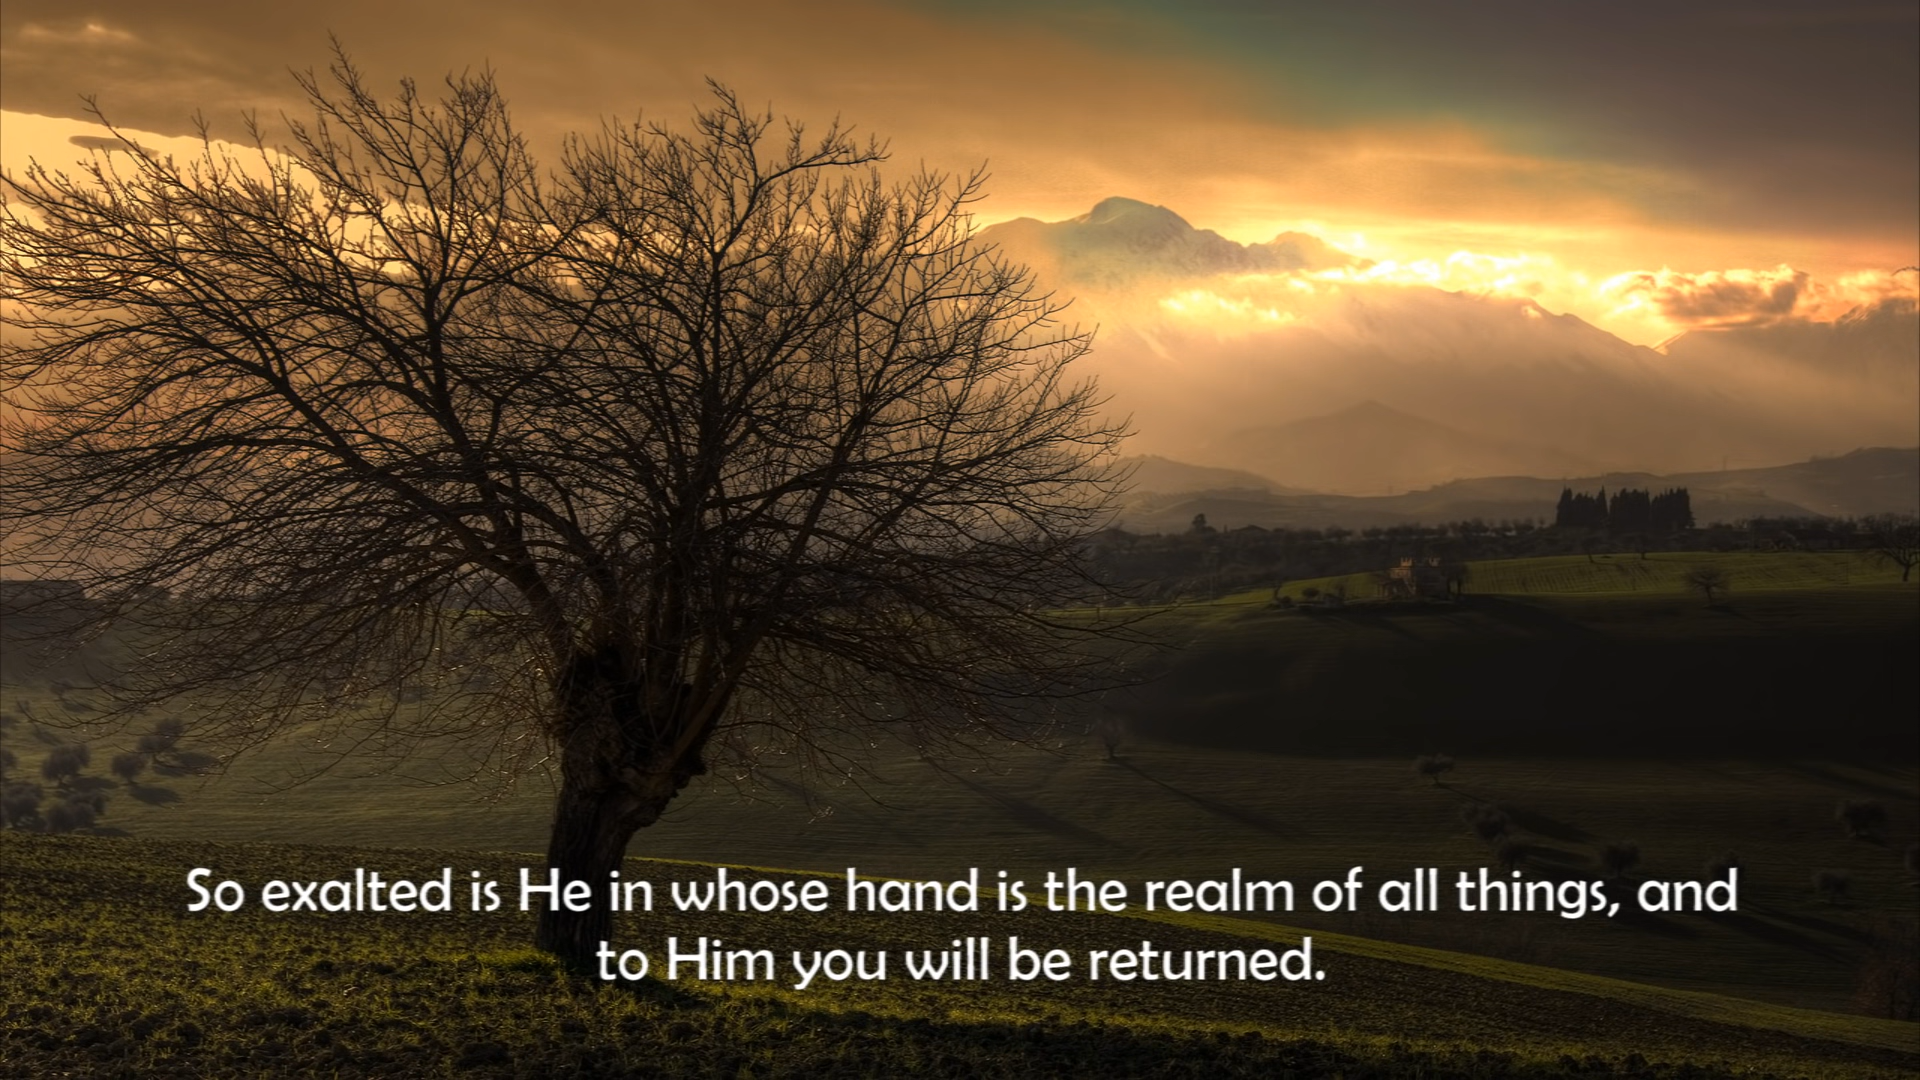 So exalted is He in whose hand is the realm of all things, and
to Him you will be returned.